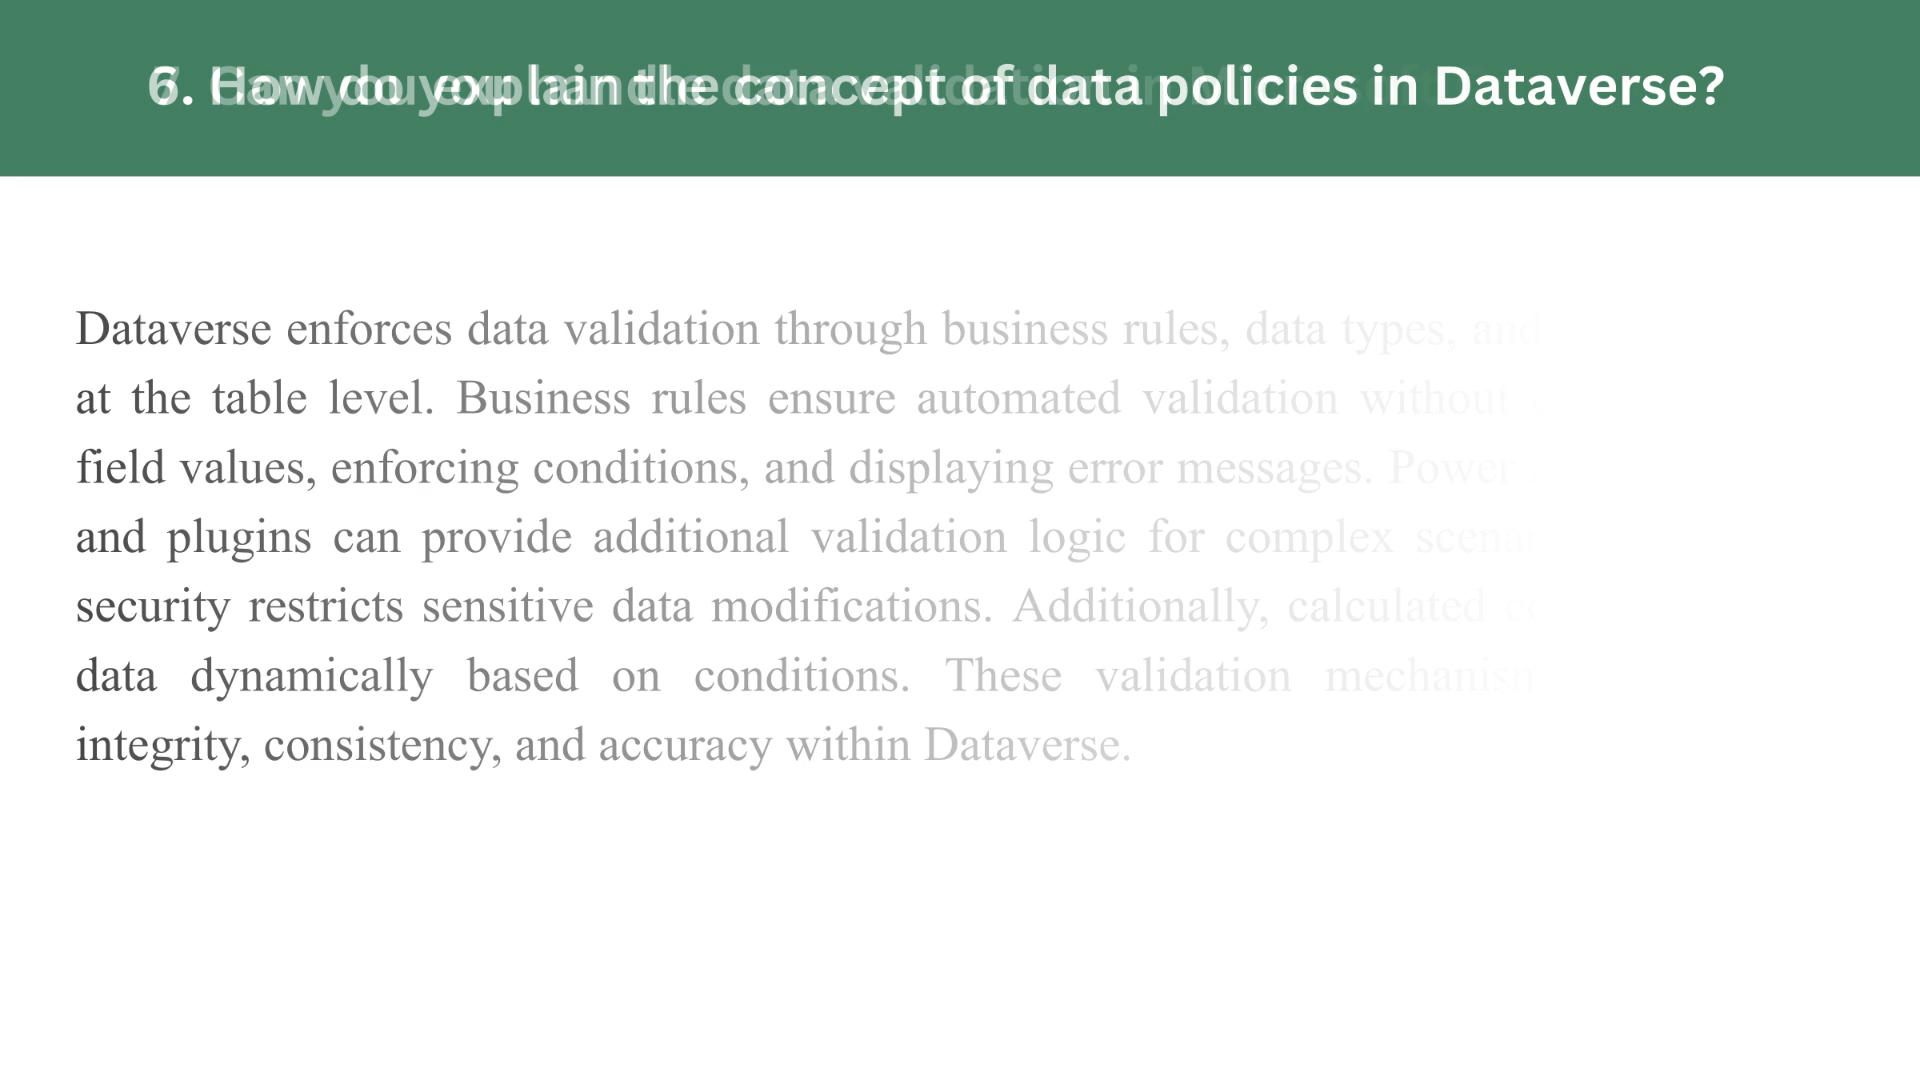 6. Can you explain the concept of data policies in Dataverse?
Dataverse enforces data validation through business rules, data types, and
at the table level. Business rules ensure automated validation without
field values, enforcing conditions, and displaying error messages. Power
and plugins can provide additional validation logic for complex
security restricts sensitive data modifications. Additionally, calculated
data dynamically based on conditions. These validation
integrity, consistency, and accuracy within Dataverse.